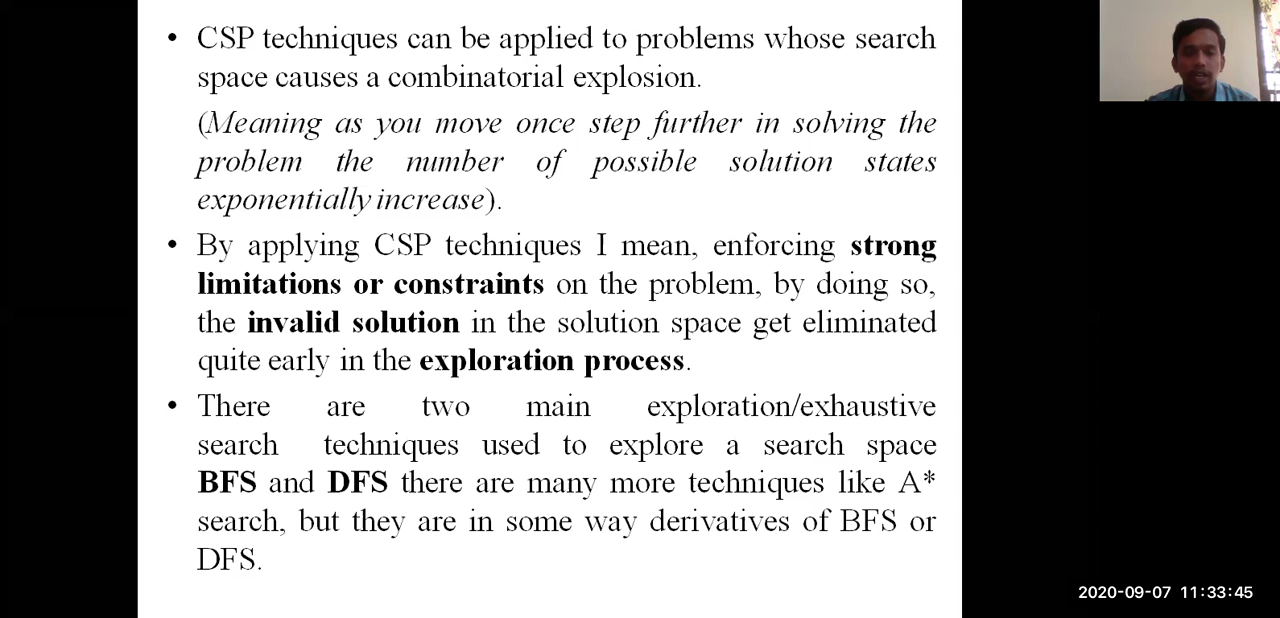 • CSP techniques can be applied to problems whose search
space causes a combinatorial explosion.
(Meaning as you move once step further in solving the
problem the number of possible solution states
exponentially increase).
• By applying CSP techniques I mean, enforcing strong
limitations or constraints on the problem, by doing so,
the invalid solution in the solution space get eliminated
quite early in the exploration process.
• There are two main exploration/exhaustive
search techniques used to explore a search space
BFS and DFS there are many more techniques like A*
search, but they are in some way derivatives of BFS or
DFS.
2020-09-07 11:33:45